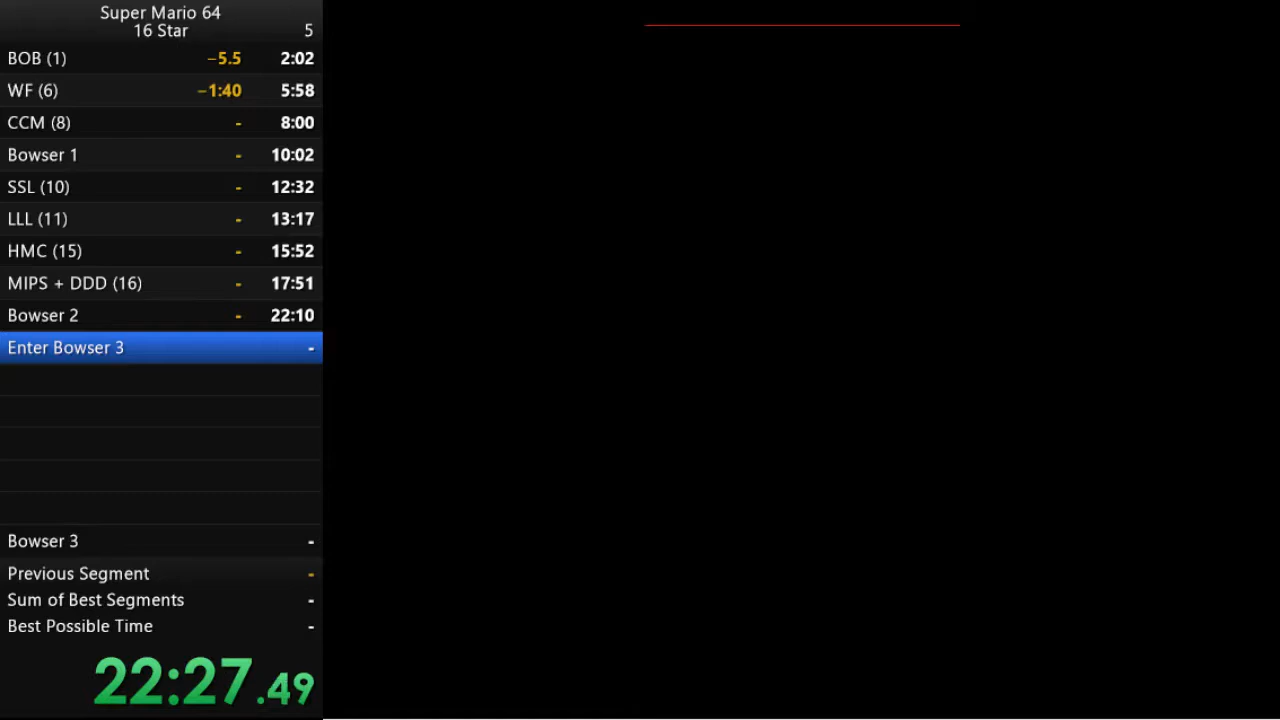 Super Mario 64
16 Star 5
BOB (1) −5.5 2:02
WF (6) −1:40 5:58
CCM (8) - 8:00
Bowser 1 - 10:02
SSL (10) - 12:32
LLL (11) - 13:17
HMC (15) - 15:52
MIPS + DDD (16) - 17:51
Bowser 2 - 22:10
Enter Bowser 3 -
Bowser 3 -
Previous Segment -
Sum of Best Segments -
Best Possible Time -
22:27.49